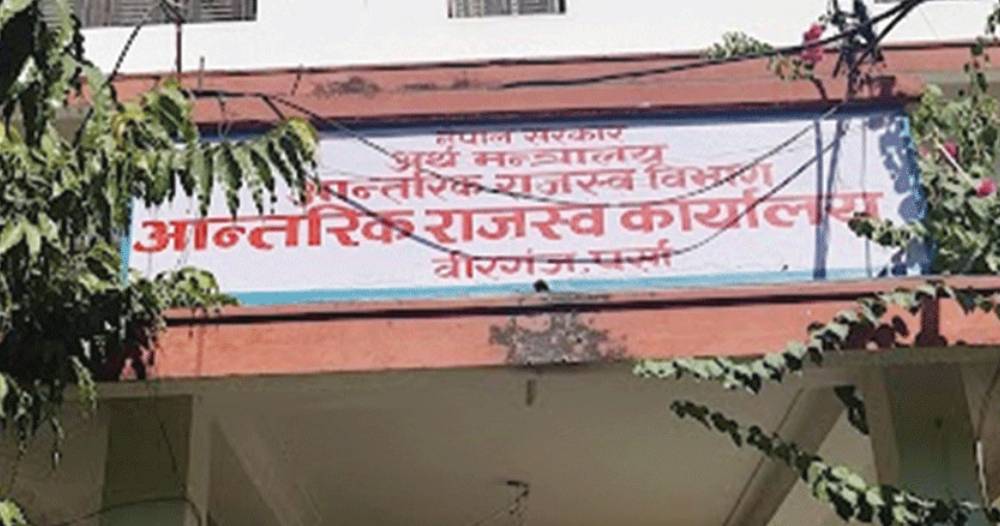 नेपाल सरकार
अर्थ मन्त्रालय
आन्तरिक राजस्व विभाग
आन्तरिक राजस्व कार्यालय
वीरगंज, पर्सा